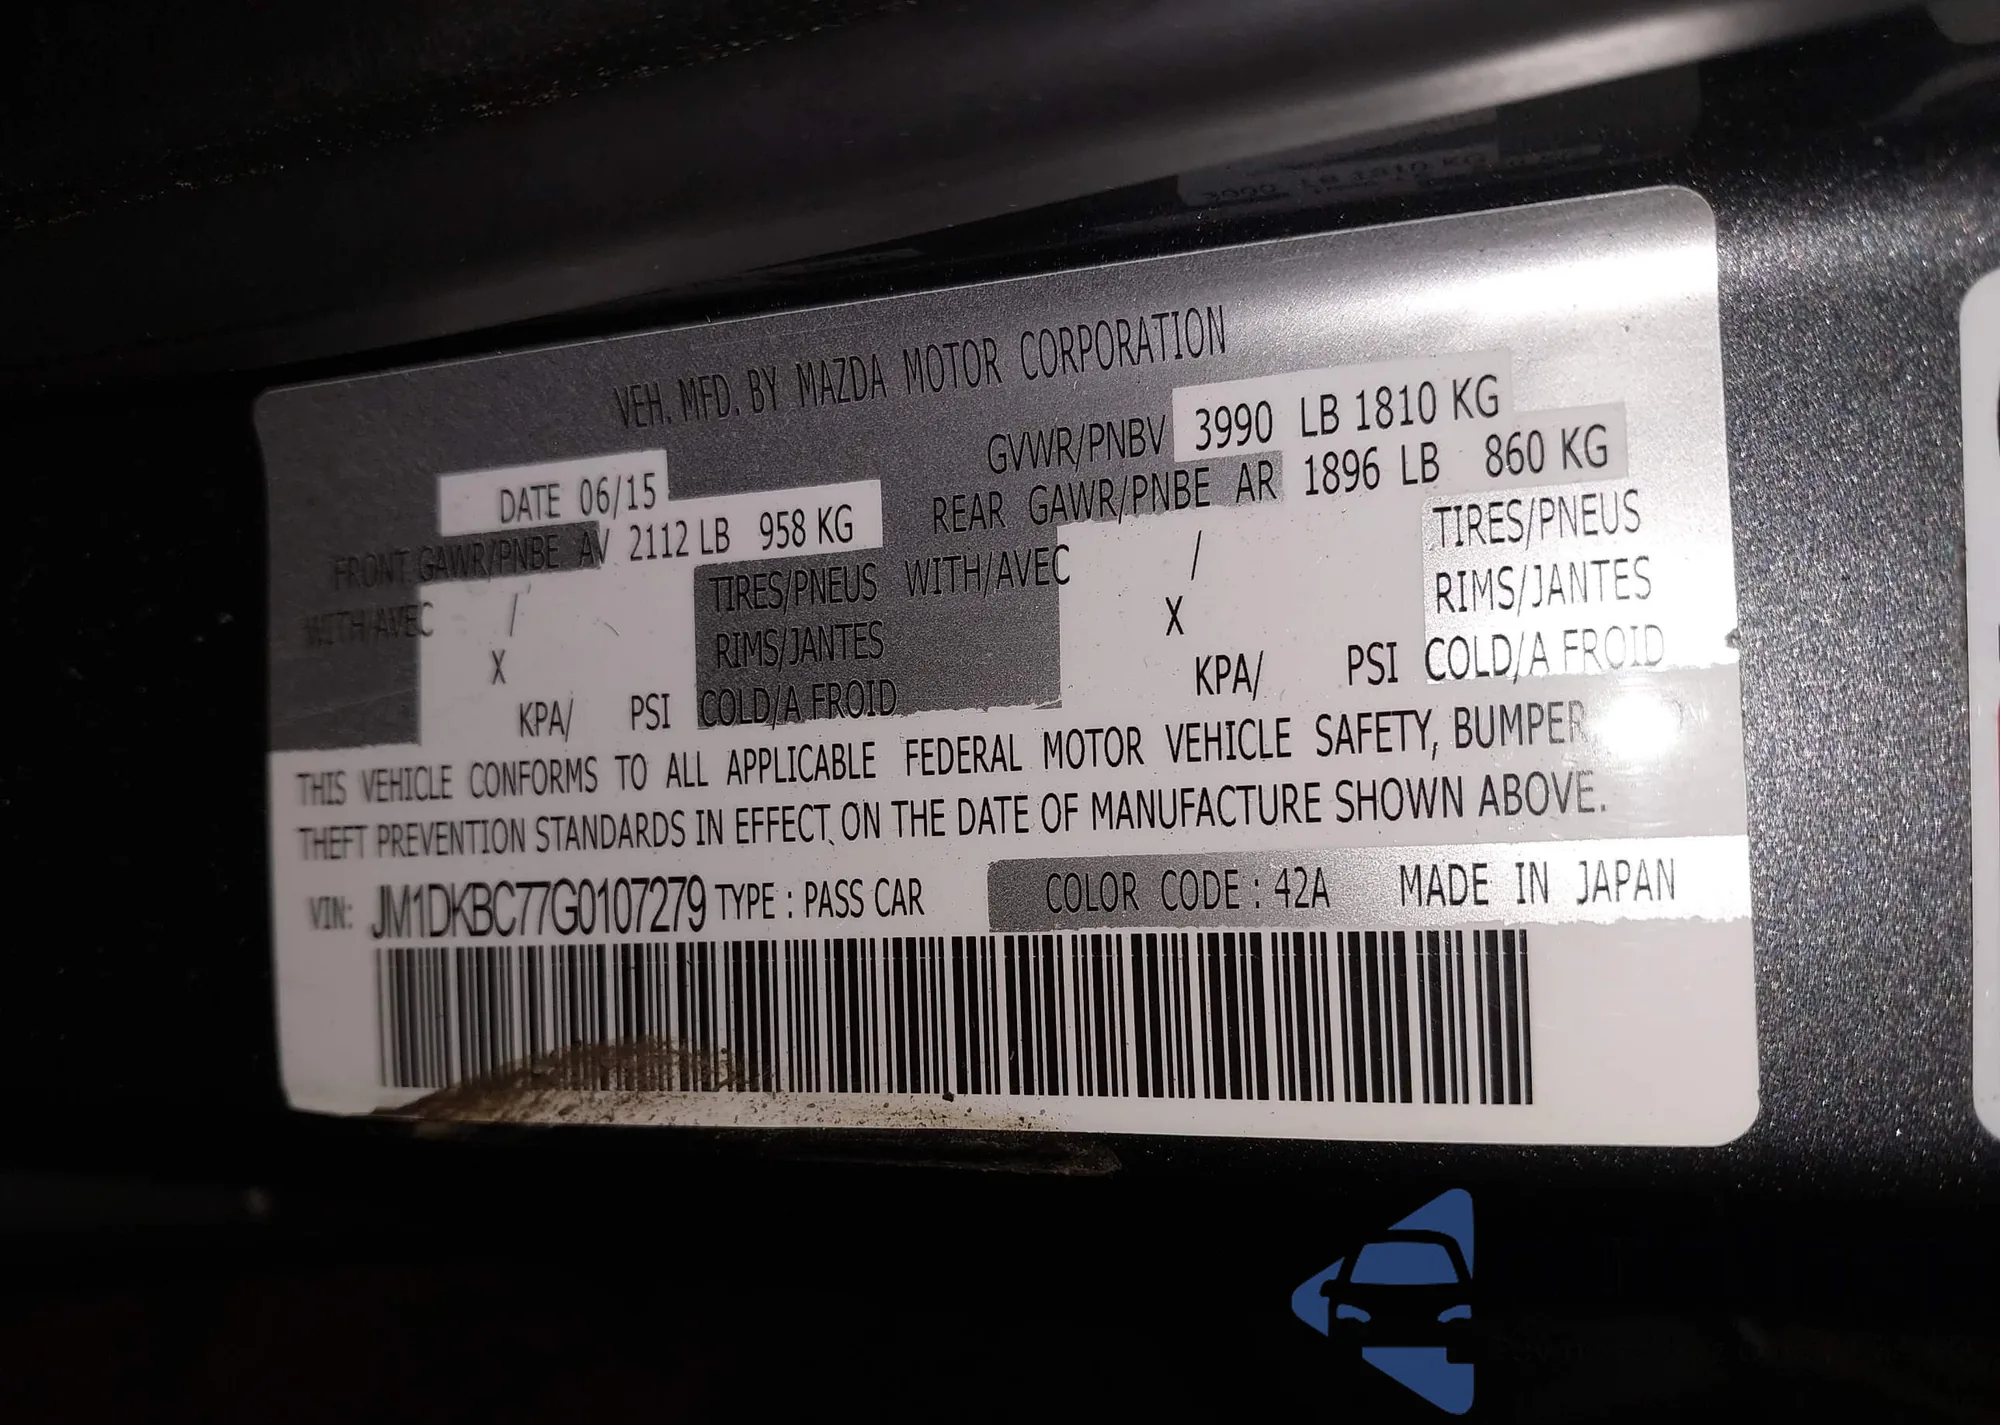 VEH. MFD. BY MAZDA MOTOR CORPORATION
DATE 06/15 GVWR/PNBV 3990 LB 1810 KG
FRONT GAWR/PNBE AV 2112 LB 958 KG REAR GAWR/PNBE AR 1896 LB 860 KG
WITH/AVEC / TIRES/PNEUS WITH/AVEC / TIRES/PNEUS
X RIMS/JANTES X RIMS/JANTES
KPA/ PSI COLD/A FROID KPA/ PSI COLD/A FROID
THIS VEHICLE CONFORMS TO ALL APPLICABLE FEDERAL MOTOR VEHICLE SAFETY, BUMPER
THEFT PREVENTION STANDARDS IN EFFECT ON THE DATE OF MANUFACTURE SHOWN ABOVE.
VIN: JM1DKBC77G0107279 TYPE : PASS CAR COLOR CODE : 42A MADE IN JAPAN